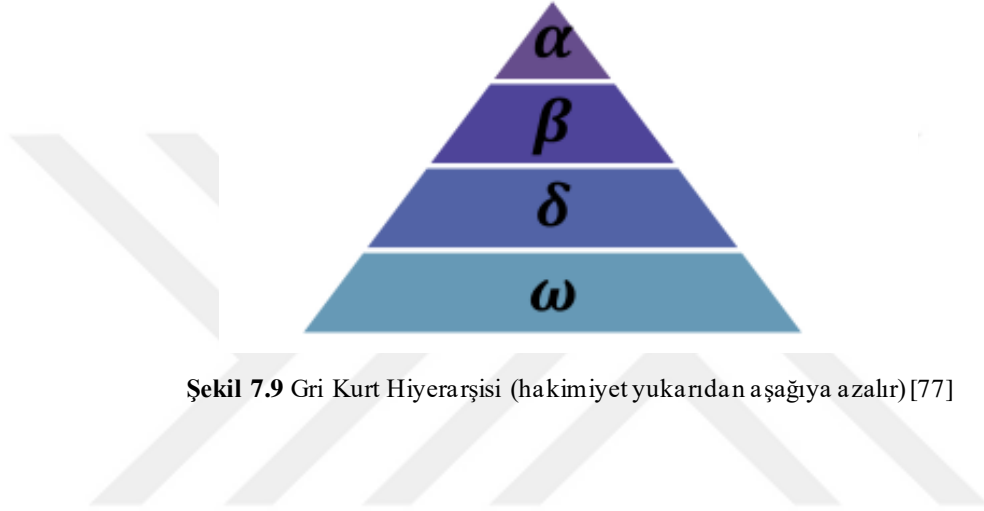 α
β
δ
ω
Şekil 7.9 Gri Kurt Hiyerarşisi (hakimiyet yukarıdan aşağıya azalır) [77]